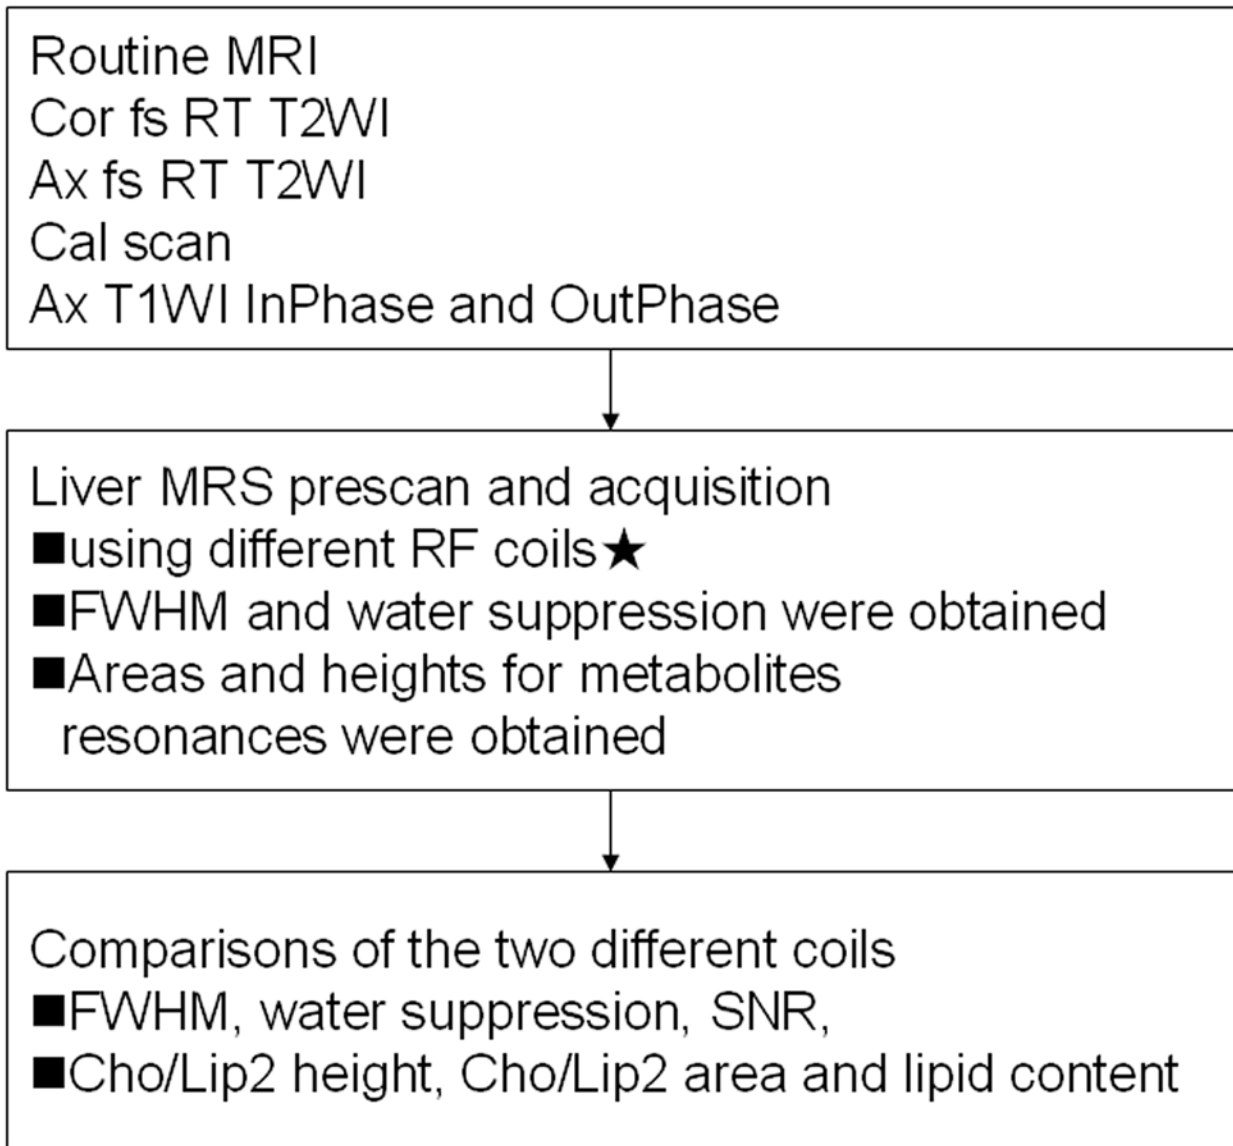 Routine MRI
Cor fs RT T2WI
Ax fs RT T2WI
Cal scan
Ax T1WI InPhase and OutPhase
Liver MRS prescan and acquisition
■using different RF coils★
■FWHM and water suppression were obtained
■Areas and heights for metabolites
resonances were obtained
Comparisons of the two different coils
■FWHM, water suppression, SNR,
■Cho/Lip2 height, Cho/Lip2 area and lipid content